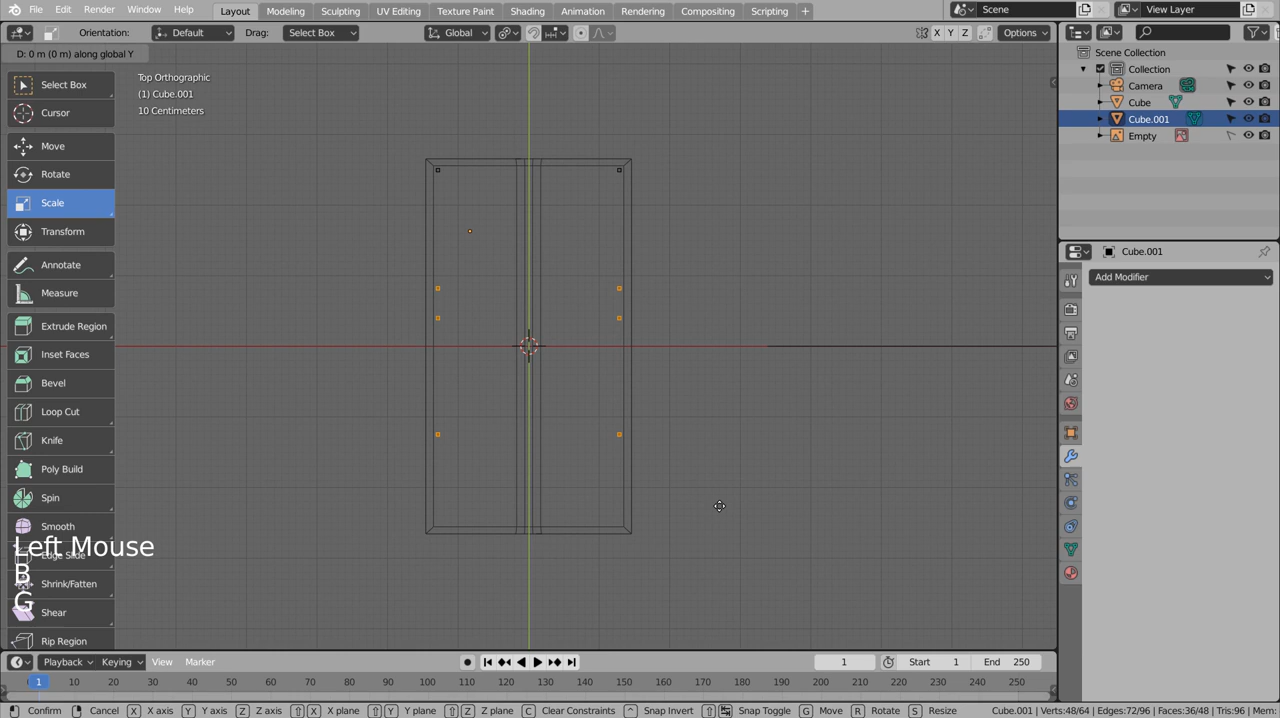 File Edit Render Window Help Layout Modeling Sculpting UV Editing Texture Paint Shading Animation Rendering Compositing Scripting + Scene View Layer
Orientation: Default Drag: Select Box Global X Y Z Options
D: 0 m (0 m) along global Y
Select Box
Cursor
Move
Rotate
Scale
Transform
Annotate
Measure
Extrude Region
Inset Faces
Bevel
Loop Cut
Knife
Poly Build
Spin
Smooth
Edge Slide
Shrink/Fatten
Shear
Rip Region
Top Orthographic
(1) Cube.001
10 Centimeters
Left Mouse
B
G
Scene Collection
Collection
Camera
Cube
Cube.001
Empty
Cube.001
Add Modifier
Playback Keying View Marker 1 Start 1 End 250
1 10 20 30 40 50 60 70 80 90 100 110 120 130 140 150 160 170 180 190 200 210 220 230 240 250
Confirm Cancel X X axis Y Y axis Z Z axis X X plane Y Y plane Z Z plane C Clear Constraints ^ Snap Invert Snap Toggle G Move R Rotate S Resize Cube.001 | Verts:48/64 | Edges:72/96 | Faces:36/48 | Tris:96 | Mem: